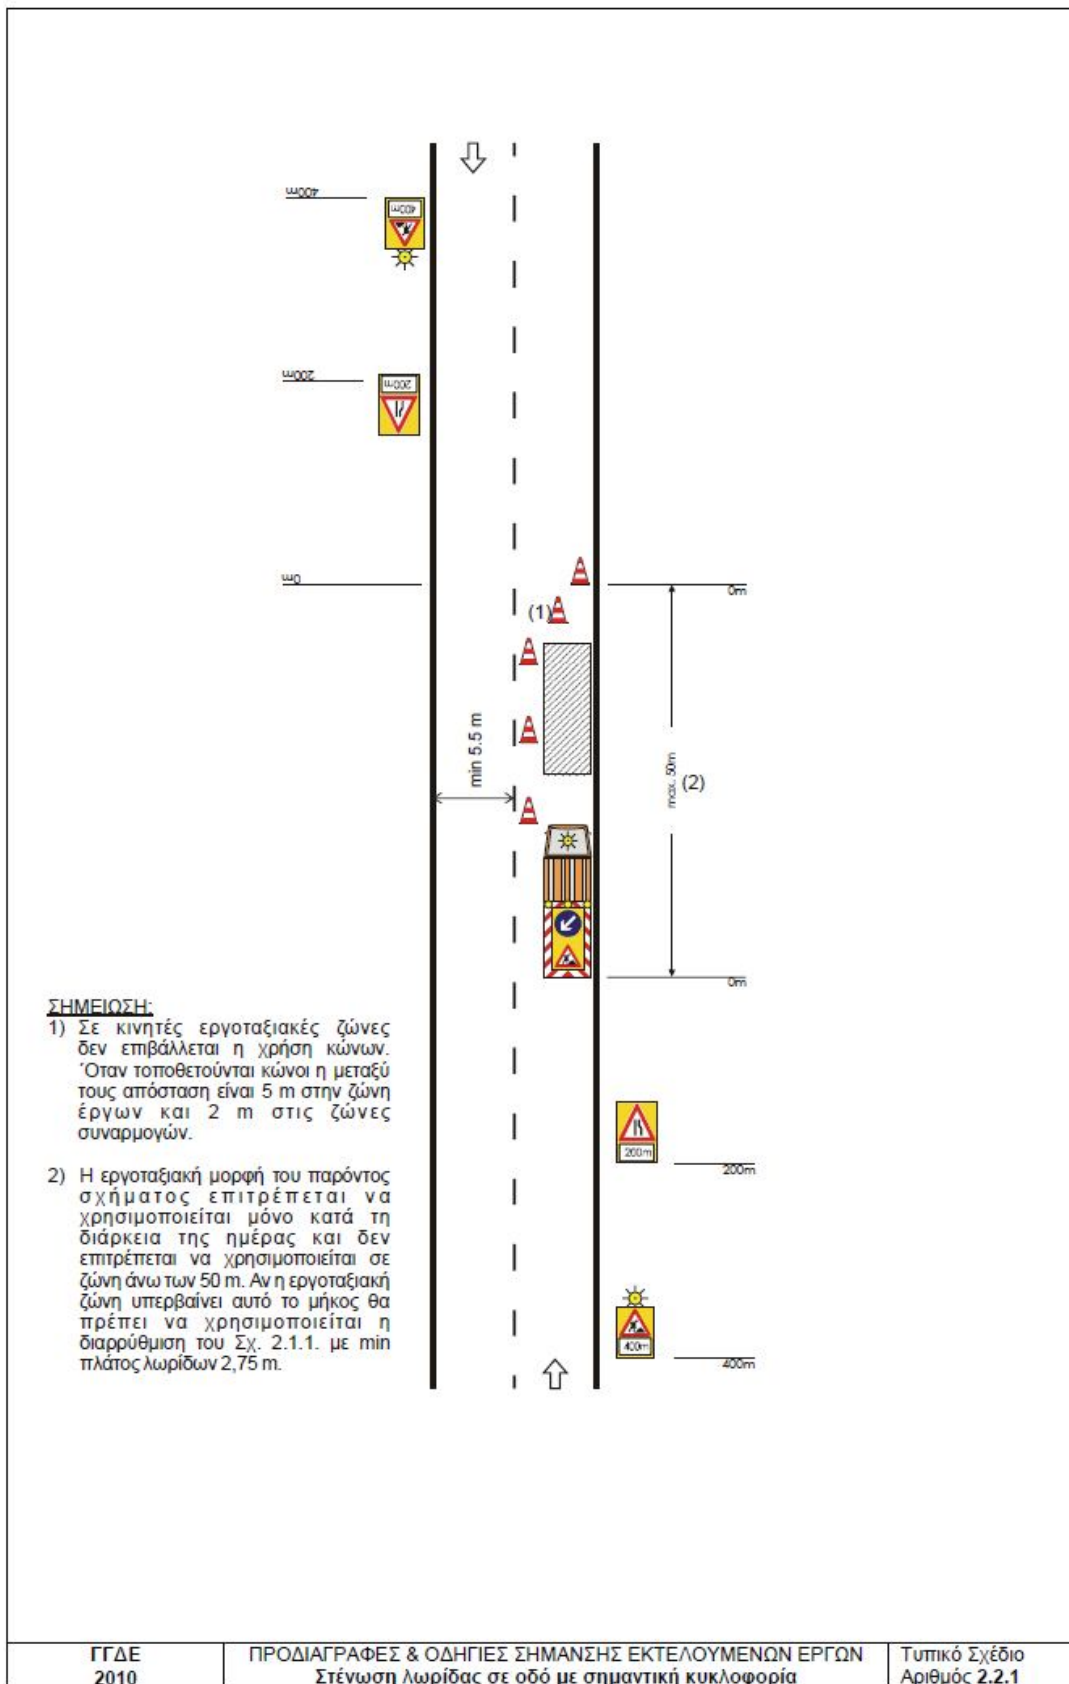 400m
400m
200m
200m
0m
0m
(1)
min 5.5 m
max. 50m
(2)
0m
ΣΗΜΕΙΩΣΗ:
1) Σε κινητές εργοταξιακές ζώνες
δεν επιβάλλεται η χρήση κώνων.
Όταν τοποθετούνται κώνοι η μεταξύ
τους απόσταση είναι 5 m στην ζώνη
έργων και 2 m στις ζώνες
συναρμογών.
2) Η εργοταξιακή μορφή του παρόντος
σχήματος επιτρέπεται να
χρησιμοποιείται μόνο κατά τη
διάρκεια της ημέρας και δεν
επιτρέπεται να χρησιμοποιείται σε
ζώνη άνω των 50 m. Αν η εργοταξιακή
ζώνη υπερβαίνει αυτό το μήκος θα
πρέπει να χρησιμοποιείται η
διαρρύθμιση του Σχ. 2.1.1. με min
πλάτος λωρίδων 2,75 m.
200m
200m
400m
400m
ΓΓΔΕ
2010
ΠΡΟΔΙΑΓΡΑΦΕΣ & ΟΔΗΓΙΕΣ ΣΗΜΑΝΣΗΣ ΕΚΤΕΛΟΥΜΕΝΩΝ ΕΡΓΩΝ
Στένωση λωρίδας σε οδό με σημαντική κυκλοφορία
Τυπικό Σχέδιο
Αριθμός 2.2.1